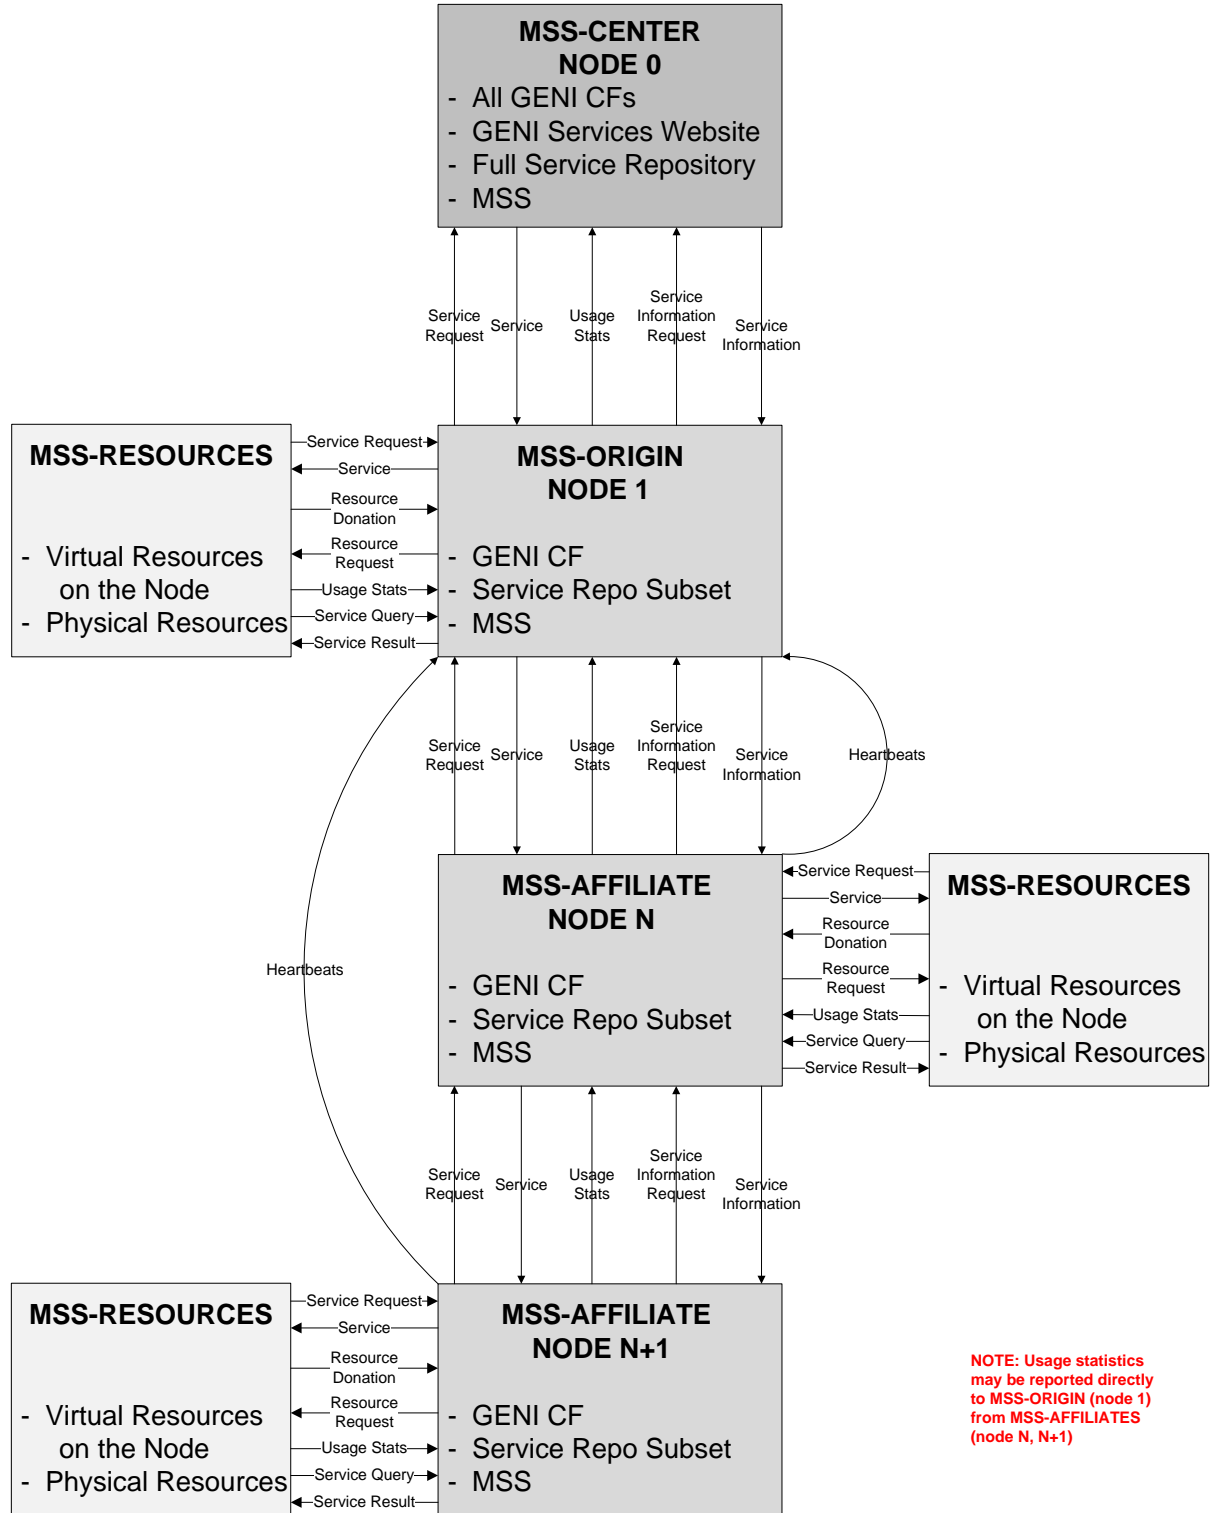 MSS-CENTER
NODE 0
- All GENI CFs
- GENI Services Website
- Full Service Repository
- MSS
Service
Request
Service
Usage
Stats
Service
Information
Request
Service
Information
MSS-RESOURCES
- Virtual Resources
on the Node
- Physical Resources
Service Request
Service
Resource
Donation
Resource
Request
Usage Stats
Service Query
Service Result
MSS-ORIGIN
NODE 1
- GENI CF
- Service Repo Subset
- MSS
Service
Request
Service
Usage
Stats
Service
Information
Request
Service
Information
Heartbeats
Heartbeats
MSS-AFFILIATE
NODE N
- GENI CF
- Service Repo Subset
- MSS
Service Request
Service
Resource
Donation
Resource
Request
Usage Stats
Service Query
Service Result
MSS-RESOURCES
- Virtual Resources
on the Node
- Physical Resources
Service
Request
Service
Usage
Stats
Service
Information
Request
Service
Information
MSS-RESOURCES
- Virtual Resources
on the Node
- Physical Resources
Service Request
Service
Resource
Donation
Resource
Request
Usage Stats
Service Query
Service Result
MSS-AFFILIATE
NODE N+1
- GENI CF
- Service Repo Subset
- MSS
NOTE: Usage statistics
may be reported directly
to MSS-ORIGIN (node 1)
from MSS-AFFILIATES
(node N, N+1)